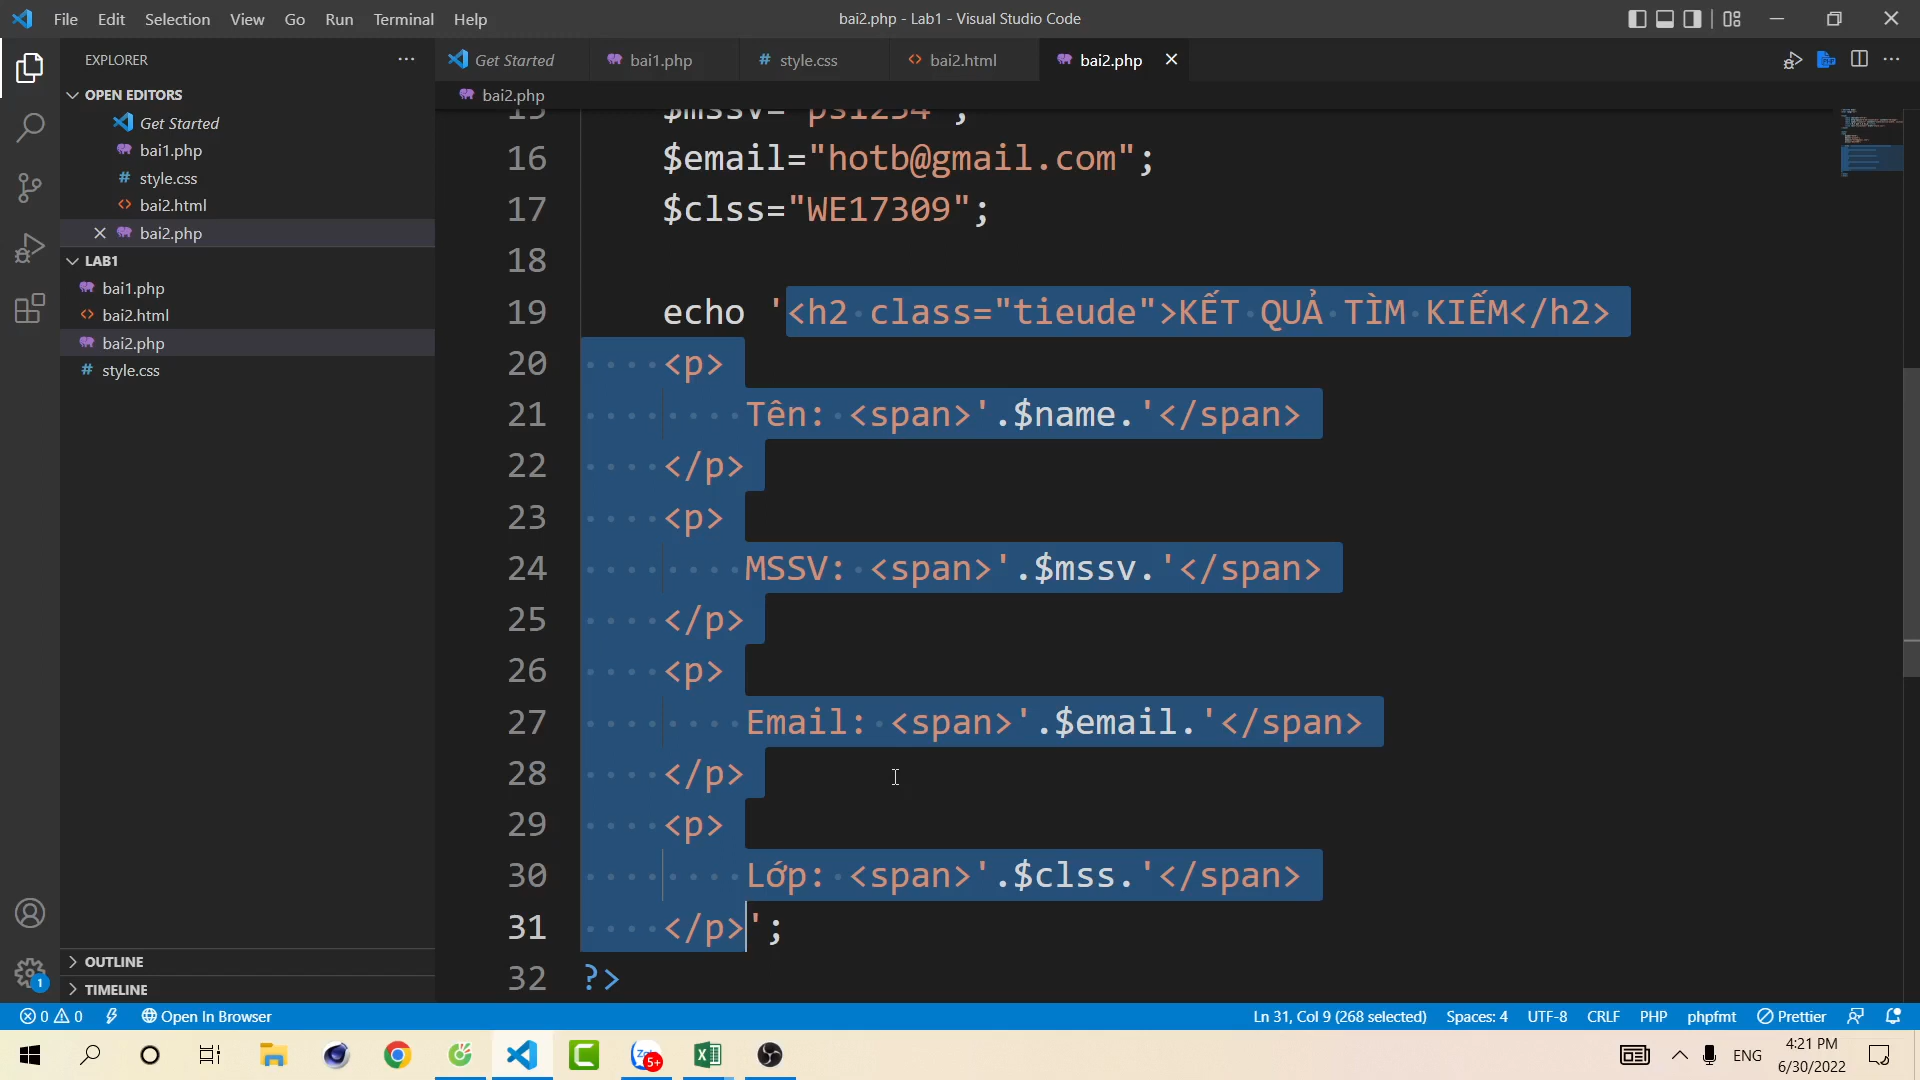 File Edit Selection View Go Run Terminal Help
bai2.php - Lab1 - Visual Studio Code
EXPLORER
OPEN EDITORS
Get Started
bai1.php
style.css
bai2.html
bai2.php
LAB1
bai1.php
bai2.html
bai2.php
style.css
OUTLINE
TIMELINE
Get Started bai1.php style.css bai2.html bai2.php
bai2.php
15 $mssv="ps1234";
16 $email="hotb@gmail.com";
17 $clss="WE17309";
18
19 echo '<h2 class="tieude">KẾT QUẢ TÌM KIẾM</h2>
20 <p>
21 Tên: <span>'.$name.'</span>
22 </p>
23 <p>
24 MSSV: <span>'.$mssv.'</span>
25 </p>
26 <p>
27 Email: <span>'.$email.'</span>
28 </p>
29 <p>
30 Lớp: <span>'.$clss.'</span>
31 </p>';
32 ?>
1
0 0 Open In Browser
Ln 31, Col 9 (268 selected) Spaces: 4 UTF-8 CRLF PHP phpfmt Prettier
5+
ENG
4:21 PM
6/30/2022